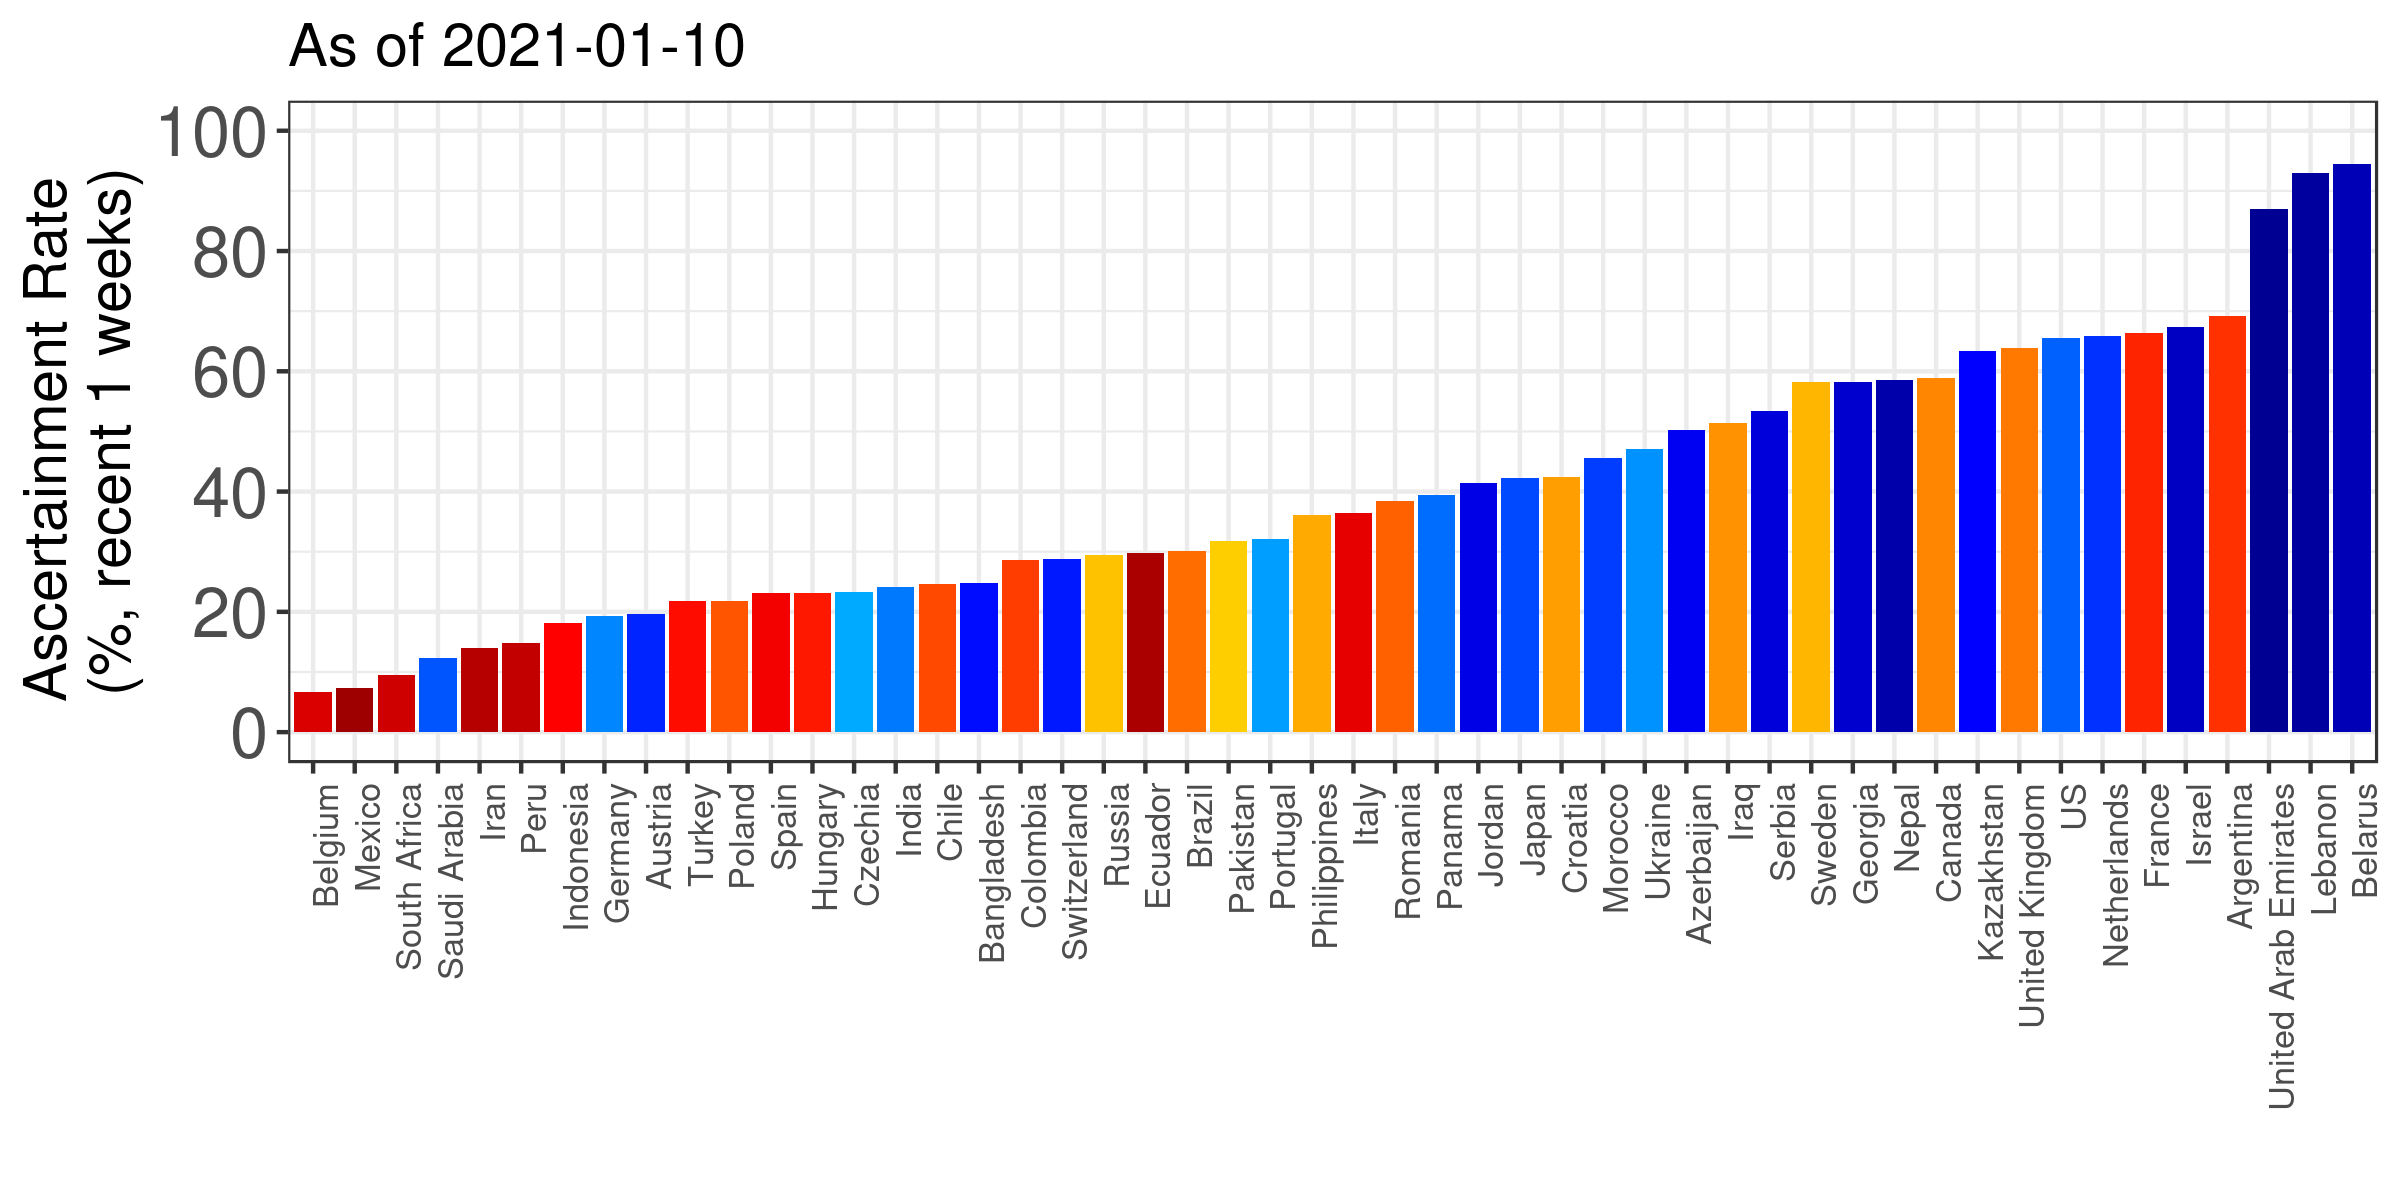 As of 2021-01-10
Ascertainment Rate
(%, recent 1 weeks)
100
80
60
40
20
0
Belgium
Mexico
South Africa
Saudi Arabia
Iran
Peru
Indonesia
Germany
Austria
Turkey
Poland
Spain
Hungary
Czechia
India
Chile
Bangladesh
Colombia
Switzerland
Russia
Ecuador
Brazil
Pakistan
Portugal
Philippines
Italy
Romania
Panama
Jordan
Japan
Croatia
Morocco
Ukraine
Azerbaijan
Iraq
Serbia
Sweden
Georgia
Nepal
Canada
Kazakhstan
United Kingdom
US
Netherlands
France
Israel
Argentina
United Arab Emirates
Lebanon
Belarus